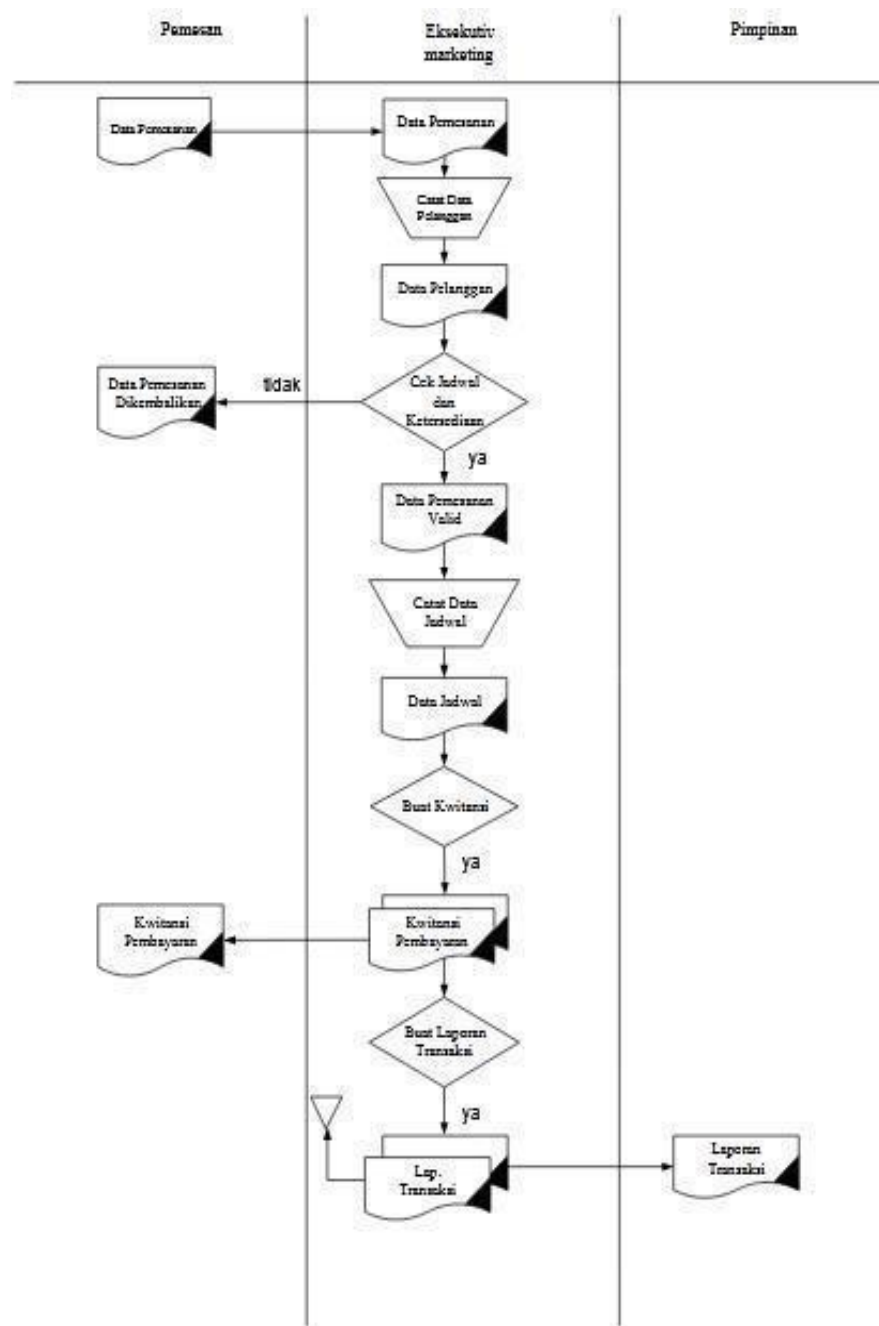 Pemesan
Eksekutiv
marketing
Pimpinan
Data Pemesanan
Data Pemesanan
Catat Data
Pelanggan
Data Pelanggan
Cek Jadwal
dan
Ketersediaan
tidak
Data Pemesanan
Dikembalikan
ya
Data Pemesanan
Valid
Catat Data
Jadwal
Data Jadwal
Buat Kwitansi
ya
Kwitansi
Pembayaran
Kwitansi
Pembayaran
Buat Laporan
Transaksi
ya
Lap.
Transaksi
Laporan
Transaksi